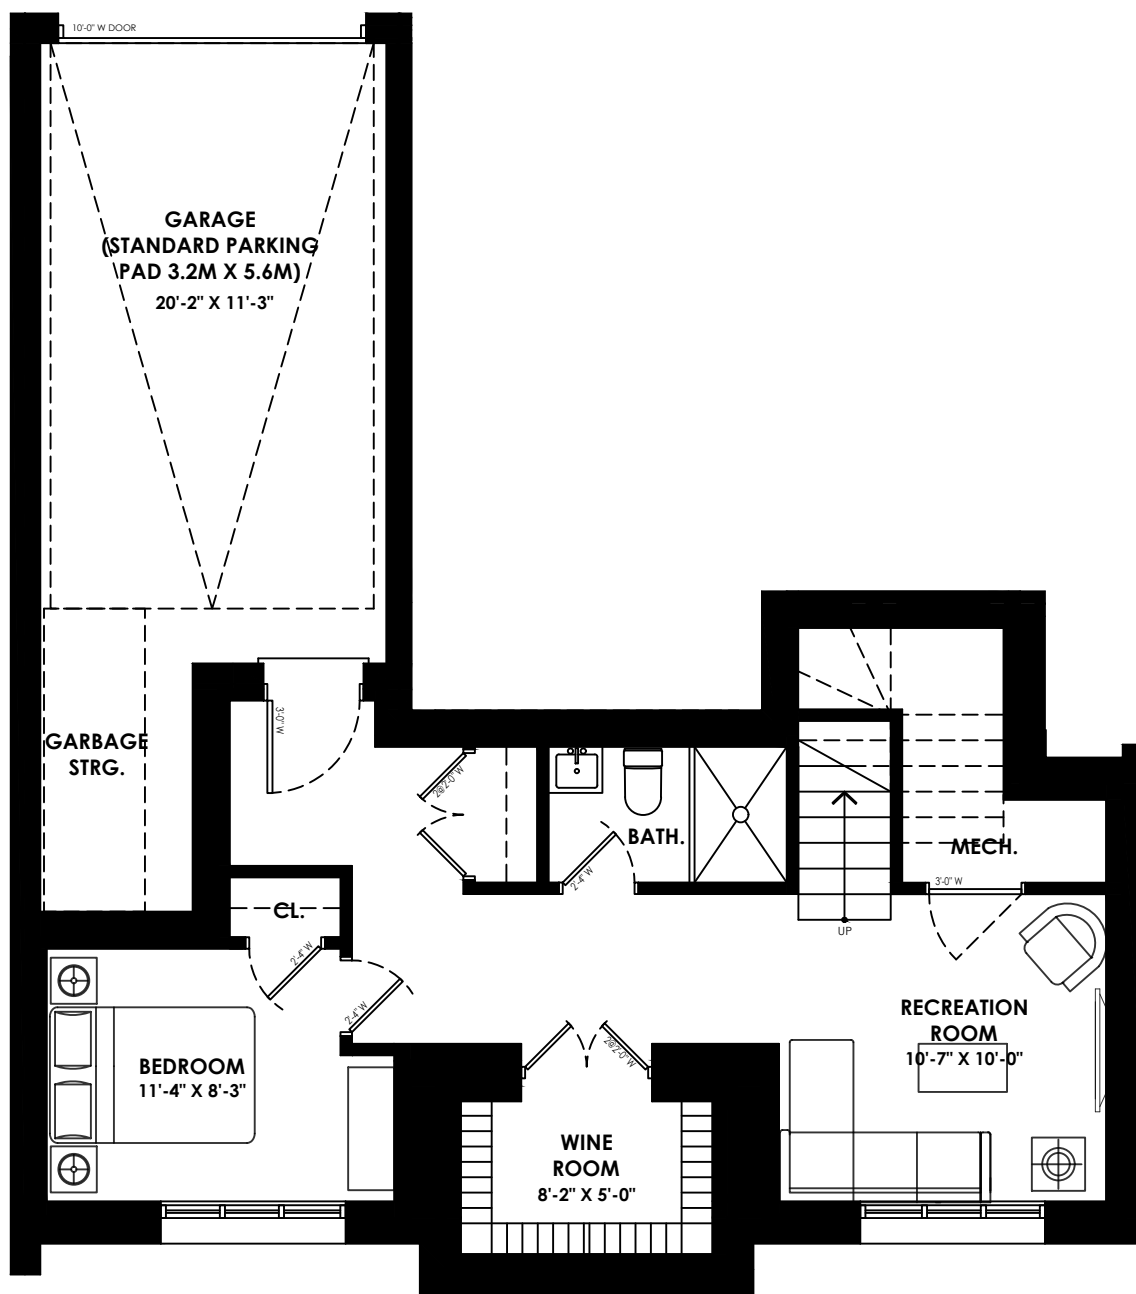 10'-0" W DOOR
GARAGE
(STANDARD PARKING
PAD 3.2M X 5.6M)
20'-2" X 11'-3"
3'-0" W
GARBAGE
STRG.
2@2'-0" W
BATH.
2'-4" W
MECH.
3'-0" W
UP
CL.
2'-4" W
2'-4" W
RECREATION
ROOM
10'-7" X 10'-0"
2@2'-0" W
BEDROOM
11'-4" X 8'-3"
WINE
ROOM
8'-2" X 5'-0"